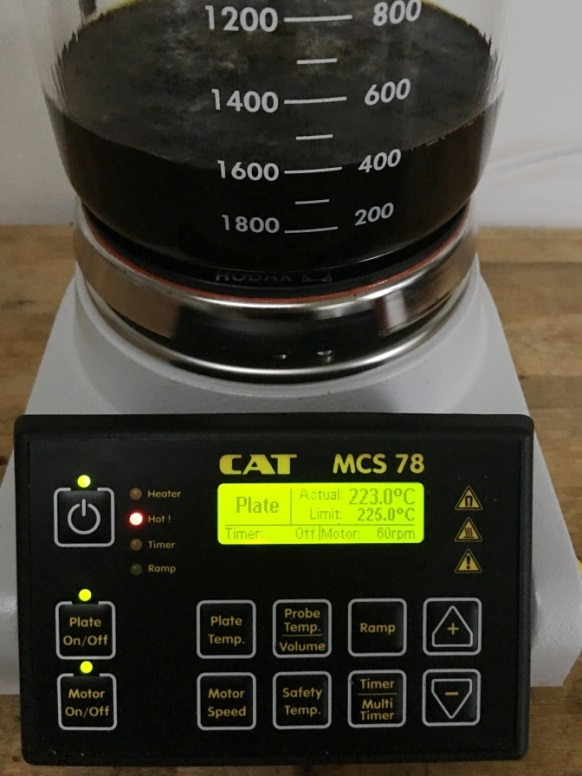 1200 800
1400 600
1600 400
1800 200
CAT MCS 78
Heater
Hot !
Timer
Ramp
Plate
Actual: 223.0°C
Limit: 225.0°C
Timer: Off Motor: 60rpm
Plate On/Off
Plate Temp.
Probe Temp. Volume
Ramp
+
Motor On/Off
Motor Speed
Safety Temp.
Timer Multi Timer
-